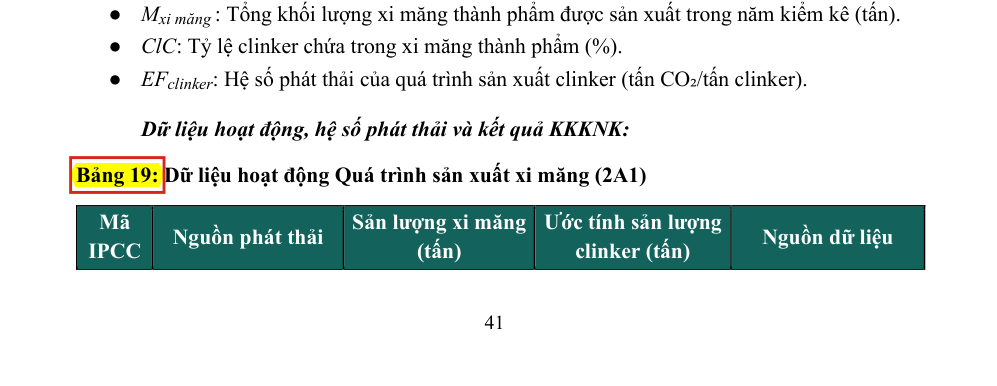 ● Mxi măng : Tổng khối lượng xi măng thành phẩm được sản xuất trong năm kiểm kê (tấn).
● ClC: Tỷ lệ clinker chứa trong xi măng thành phẩm (%).
● EFclinker: Hệ số phát thải của quá trình sản xuất clinker (tấn CO₂/tấn clinker).
Dữ liệu hoạt động, hệ số phát thải và kết quả KKKNK:
Bảng 19: Dữ liệu hoạt động Quá trình sản xuất xi măng (2A1)
Mã IPCC
Nguồn phát thải
Sản lượng xi măng (tấn)
Ước tính sản lượng clinker (tấn)
Nguồn dữ liệu
41